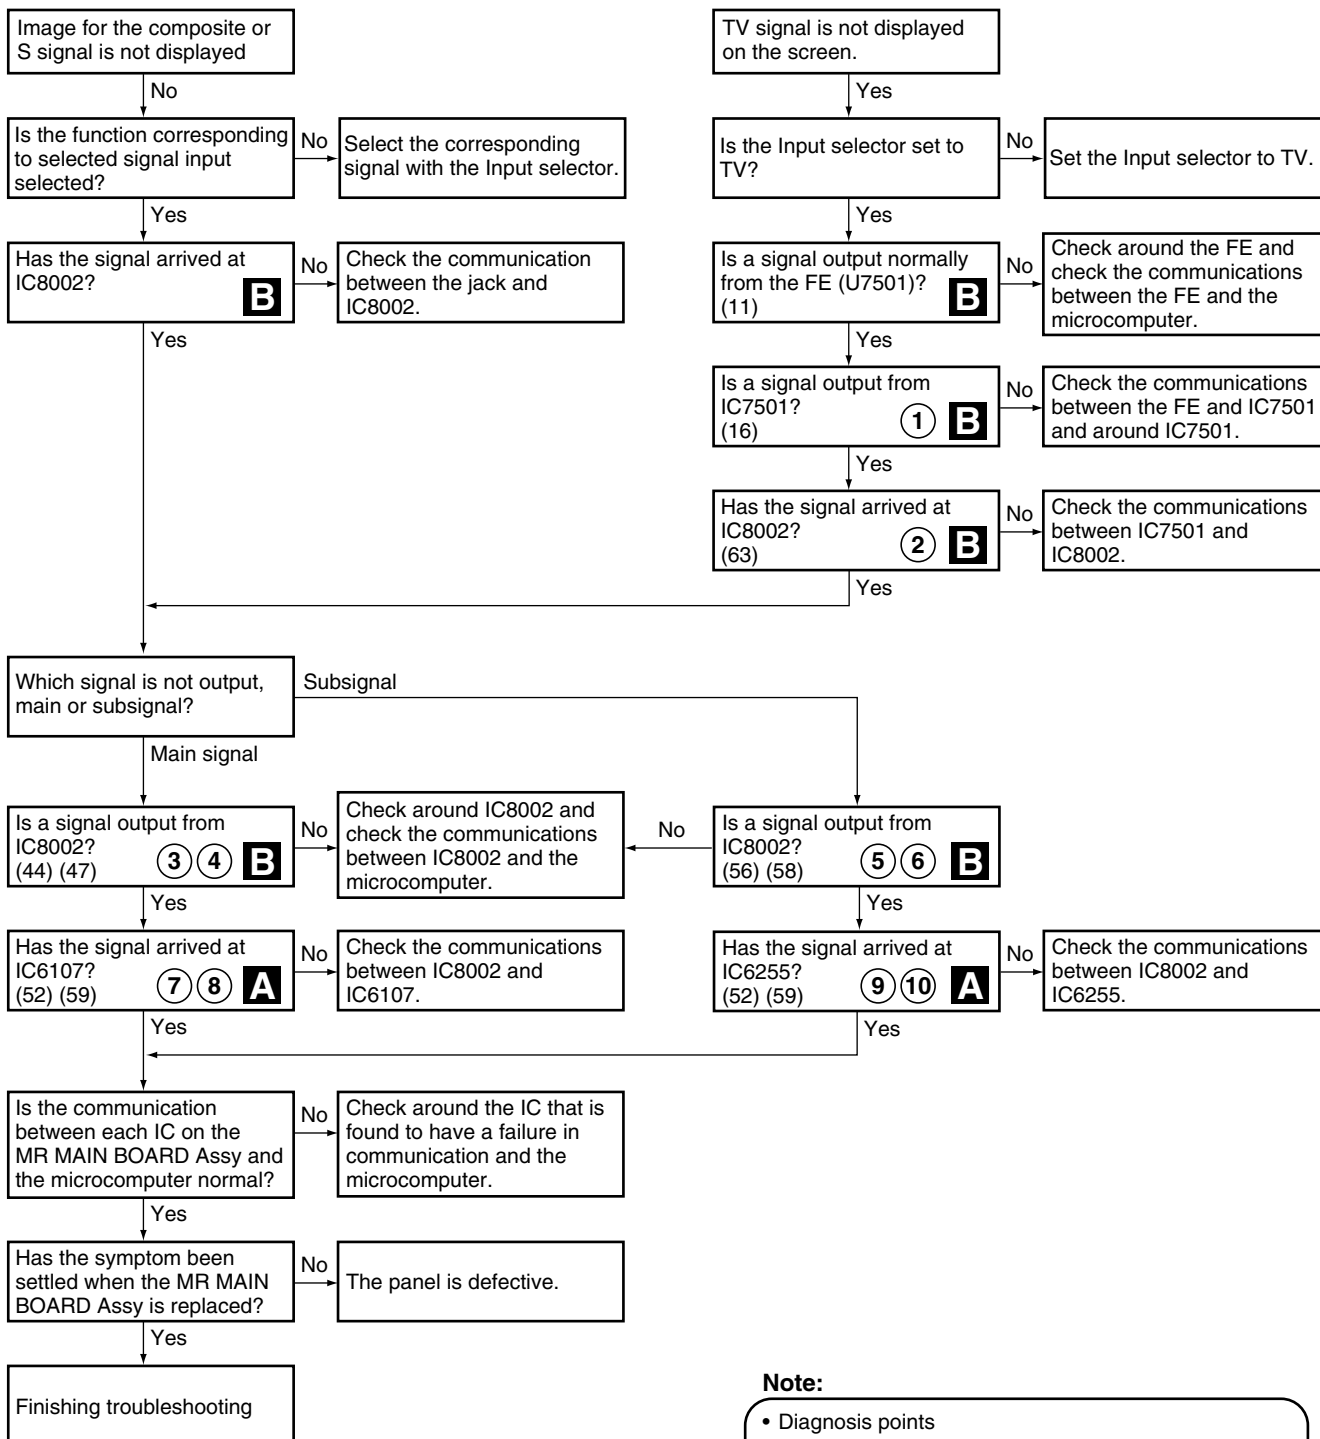 Image for the composite or
S signal is not displayed
No
Is the function corresponding
to selected signal input
selected?
No
Select the corresponding
signal with the Input selector.
Yes
Has the signal arrived at
IC8002?
B
No
Check the communication
between the jack and
IC8002.
Yes
TV signal is not displayed
on the screen.
Yes
Is the Input selector set to
TV?
No
Set the Input selector to TV.
Yes
Is a signal output normally
from the FE (U7501)?
(11)
B
No
Check around the FE and
check the communications
between the FE and the
microcomputer.
Yes
Is a signal output from
IC7501?
(16)
1 B
No
Check the communications
between the FE and IC7501
and around IC7501.
Yes
Has the signal arrived at
IC8002?
(63)
2 B
No
Check the communications
between IC7501 and
IC8002.
Yes
Which signal is not output,
main or subsignal?
Subsignal
Main signal
Is a signal output from
IC8002?
(44) (47)
3 4 B
No
Check around IC8002 and
check the communications
between IC8002 and the
microcomputer.
No
Is a signal output from
IC8002?
(56) (58)
5 6 B
Yes
Yes
Has the signal arrived at
IC6107?
(52) (59)
7 8 A
No
Check the communications
between IC8002 and
IC6107.
Has the signal arrived at
IC6255?
(52) (59)
9 10 A
No
Check the communications
between IC8002 and
IC6255.
Yes
Yes
Is the communication
between each IC on the
MR MAIN BOARD Assy and
the microcomputer normal?
No
Check around the IC that is
found to have a failure in
communication and the
microcomputer.
Yes
Has the symptom been
settled when the MR MAIN
BOARD Assy is replaced?
No
The panel is defective.
Yes
Finishing troubleshooting
Note:
• Diagnosis points